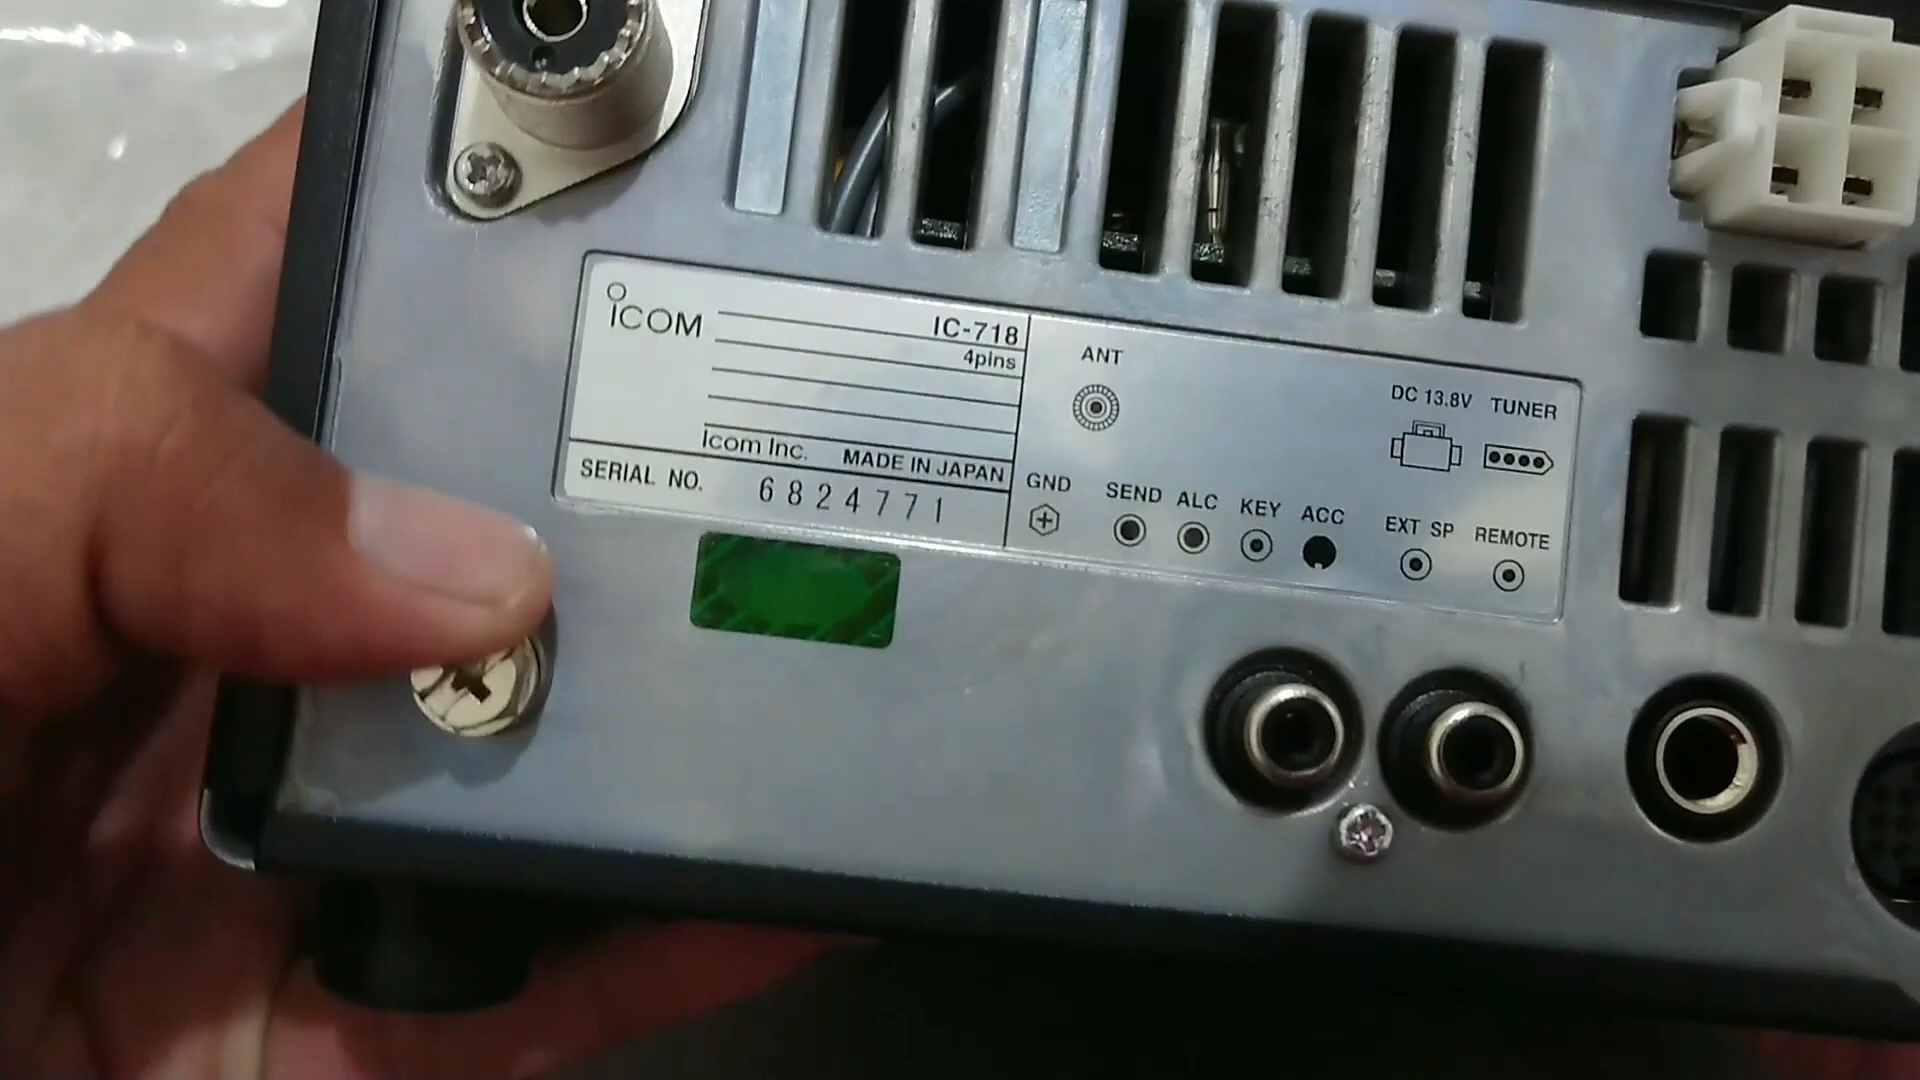 ICOM
IC-718
4pins
Icom Inc. MADE IN JAPAN
SERIAL NO. 6824771
ANT
DC 13.8V TUNER
GND SEND ALC KEY ACC EXT SP REMOTE